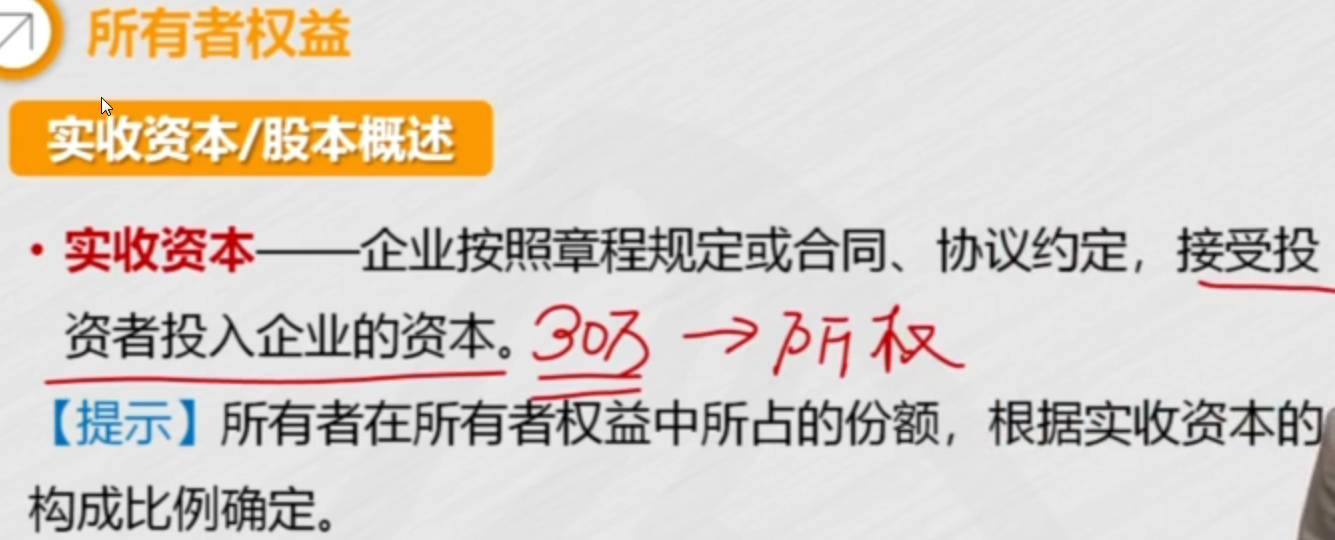 所有者权益
实收资本/股本概述
• 实收资本——企业按照章程规定或合同、协议约定，接受投
资者投入企业的资本。30万 → 所权
【提示】所有者在所有者权益中所占的份额，根据实收资本的
构成比例确定。